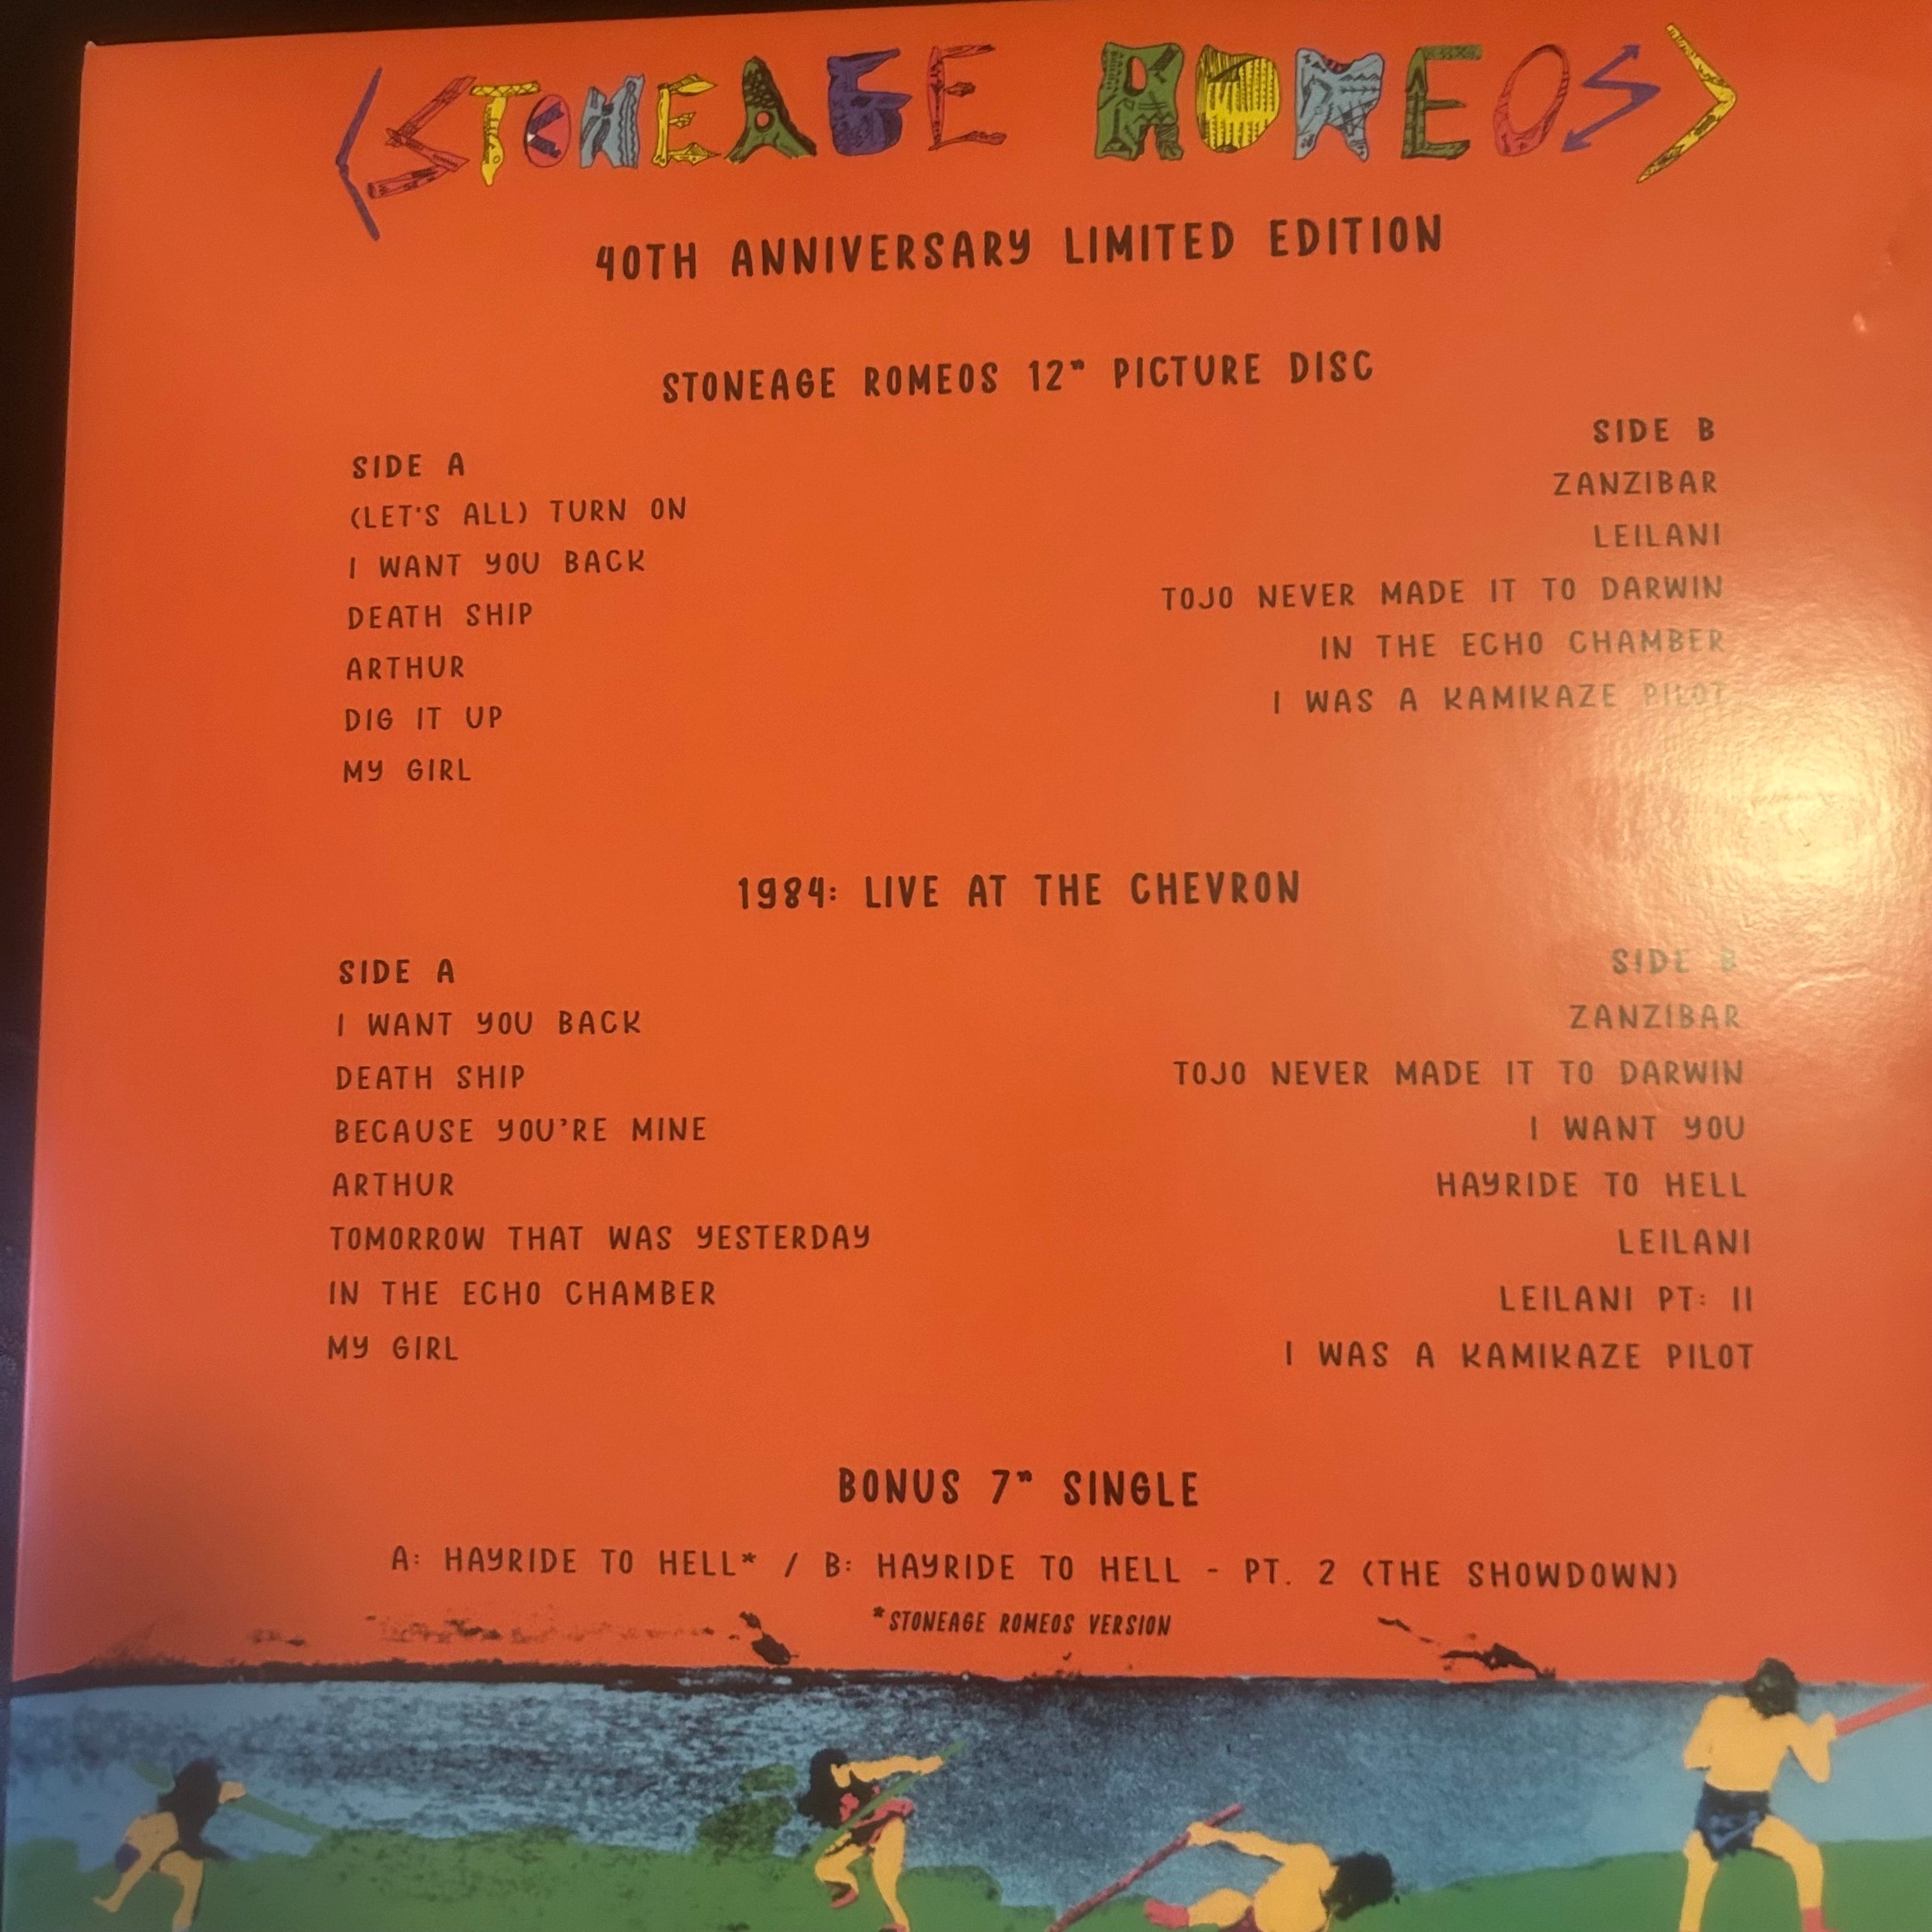 STONEAGE ROMEOS
40TH ANNIVERSARY LIMITED EDITION
STONEAGE ROMEOS 12" PICTURE DISC
SIDE A
(LET'S ALL) TURN ON
I WANT YOU BACK
DEATH SHIP
ARTHUR
DIG IT UP
MY GIRL
SIDE B
ZANZIBAR
LEILANI
TOJO NEVER MADE IT TO DARWIN
IN THE ECHO CHAMBER
I WAS A KAMIKAZE PILOT
1984: LIVE AT THE CHEVRON
SIDE A
I WANT YOU BACK
DEATH SHIP
BECAUSE YOU'RE MINE
ARTHUR
TOMORROW THAT WAS YESTERDAY
IN THE ECHO CHAMBER
MY GIRL
SIDE B
ZANZIBAR
TOJO NEVER MADE IT TO DARWIN
I WANT YOU
HAYRIDE TO HELL
LEILANI
LEILANI PT: II
I WAS A KAMIKAZE PILOT
BONUS 7" SINGLE
A: HAYRIDE TO HELL* / B: HAYRIDE TO HELL - PT. 2 (THE SHOWDOWN)
*STONEAGE ROMEOS VERSION